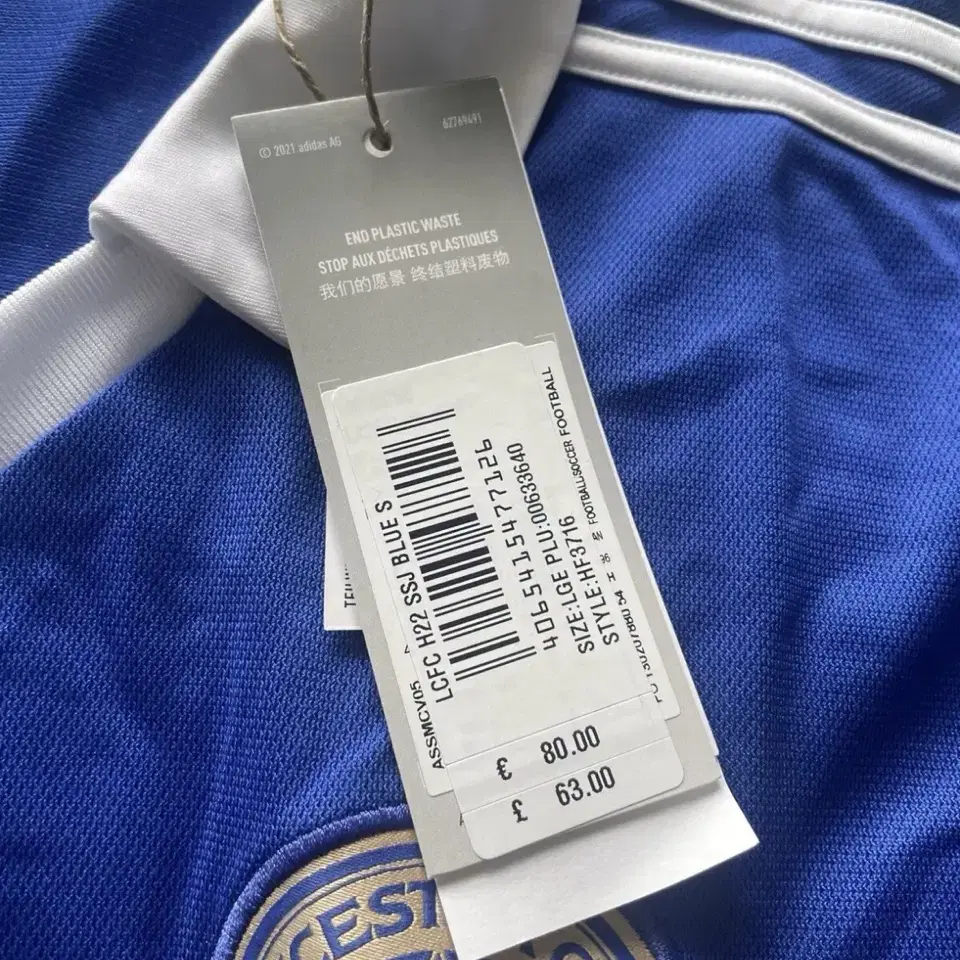 © 2021 adidas AG
62769491
END PLASTIC WASTE
STOP AUX DÉCHETS PLASTIQUES
我们的愿景 终结塑料废物
ASSMCV05
LCFC H22 SSJ BLUE S
4065415477126
SIZE:LGE PLU:00633640
STYLE:HF3716
FOOTBALL/SOCCER FOOTBALL
€ 80.00
£ 63.00
CEST